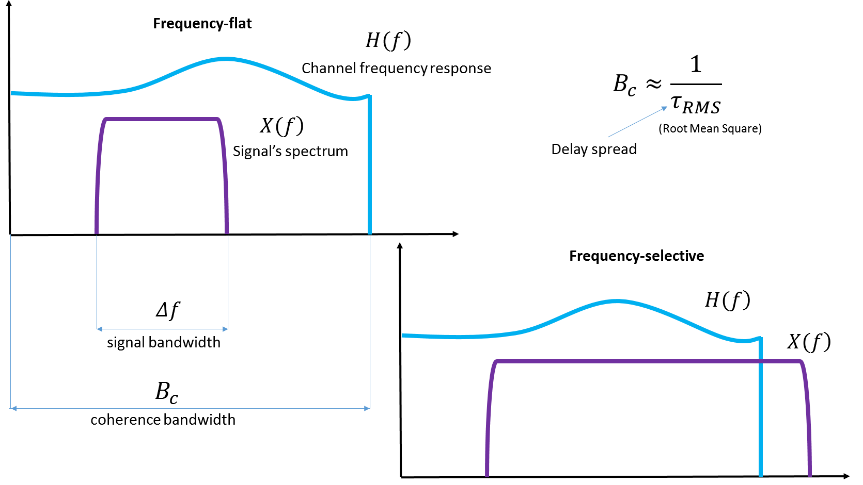 Frequency-flat
H(f)
Channel frequency response
X(f)
Signal's spectrum
Δf
signal bandwidth
B_c
coherence bandwidth
B_c ≈ 1/τ_RMS
(Root Mean Square)
Delay spread
Frequency-selective
H(f)
X(f)